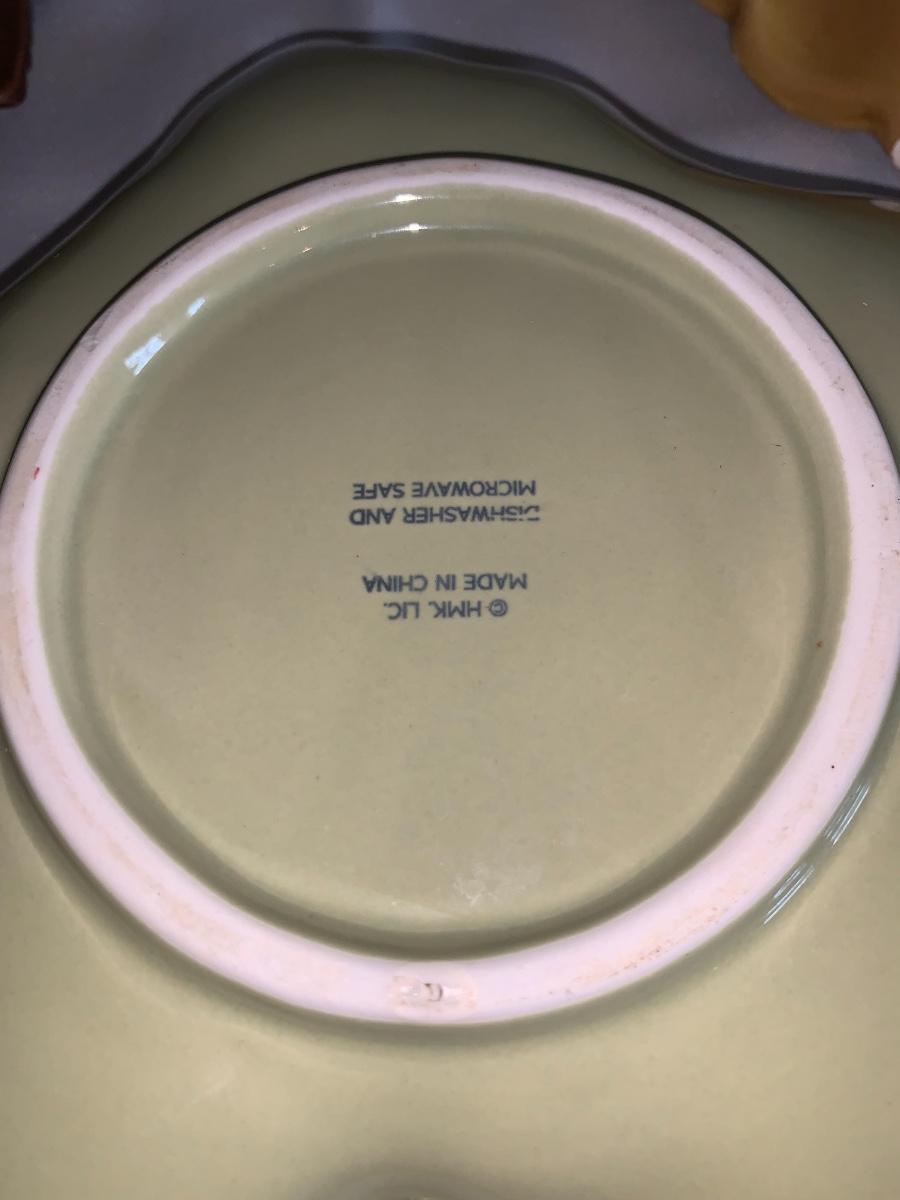 © HMK. LIC.
MADE IN CHINA
DISHWASHER AND
MICROWAVE SAFE